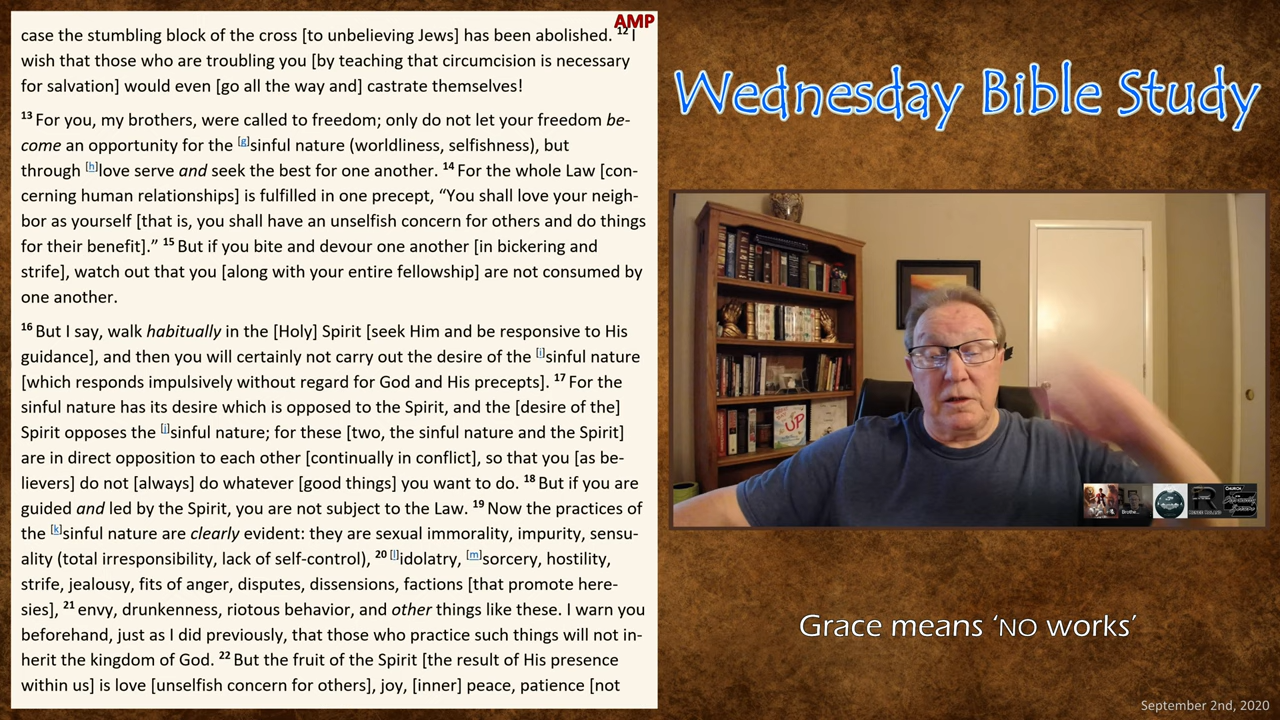 AMP
case the stumbling block of the cross [to unbelieving Jews] has been abolished. 12 I
wish that those who are troubling you [by teaching that circumcision is necessary
for salvation] would even [go all the way and] castrate themselves!
13 For you, my brothers, were called to freedom; only do not let your freedom be-
come an opportunity for the [g]sinful nature (worldliness, selfishness), but
through [h]love serve and seek the best for one another. 14 For the whole Law [con-
cerning human relationships] is fulfilled in one precept, “You shall love your neigh-
bor as yourself [that is, you shall have an unselfish concern for others and do things
for their benefit].” 15 But if you bite and devour one another [in bickering and
strife], watch out that you [along with your entire fellowship] are not consumed by
one another.
16 But I say, walk habitually in the [Holy] Spirit [seek Him and be responsive to His
guidance], and then you will certainly not carry out the desire of the [i]sinful nature
[which responds impulsively without regard for God and His precepts]. 17 For the
sinful nature has its desire which is opposed to the Spirit, and the [desire of the]
Spirit opposes the [j]sinful nature; for these [two, the sinful nature and the Spirit]
are in direct opposition to each other [continually in conflict], so that you [as be-
lievers] do not [always] do whatever [good things] you want to do. 18 But if you are
guided and led by the Spirit, you are not subject to the Law. 19 Now the practices of
the [k]sinful nature are clearly evident: they are sexual immorality, impurity, sensu-
ality (total irresponsibility, lack of self-control), 20 [l]idolatry, [m]sorcery, hostility,
strife, jealousy, fits of anger, disputes, dissensions, factions [that promote here-
sies], 21 envy, drunkenness, riotous behavior, and other things like these. I warn you
beforehand, just as I did previously, that those who practice such things will not in-
herit the kingdom of God. 22 But the fruit of the Spirit [the result of His presence
within us] is love [unselfish concern for others], joy, [inner] peace, patience [not
Wednesday Bible Study
UP
Brothe...
Grace means ‘NO works’
September 2nd, 2020